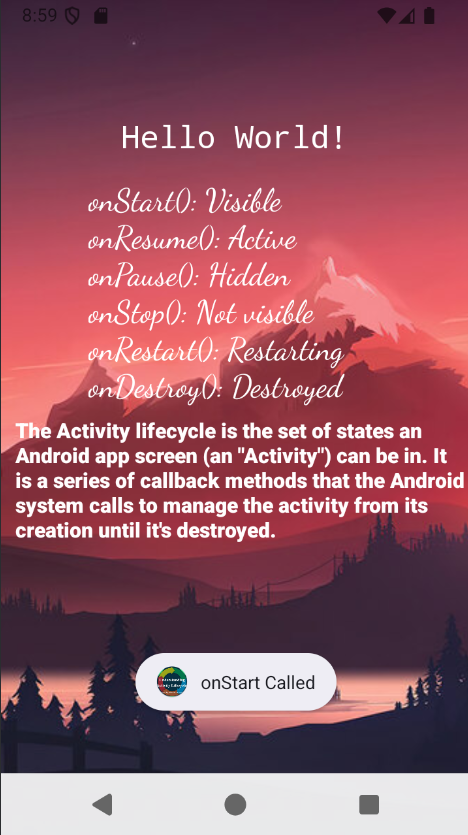 8:59
Hello World!
onStart(): Visible
onResume(): Active
onPause(): Hidden
onStop(): Not visible
onRestart(): Restarting
onDestroy(): Destroyed
The Activity lifecycle is the set of states an
Android app screen (an "Activity") can be in. It
is a series of callback methods that the Android
system calls to manage the activity from its
creation until it's destroyed.
onStart Called